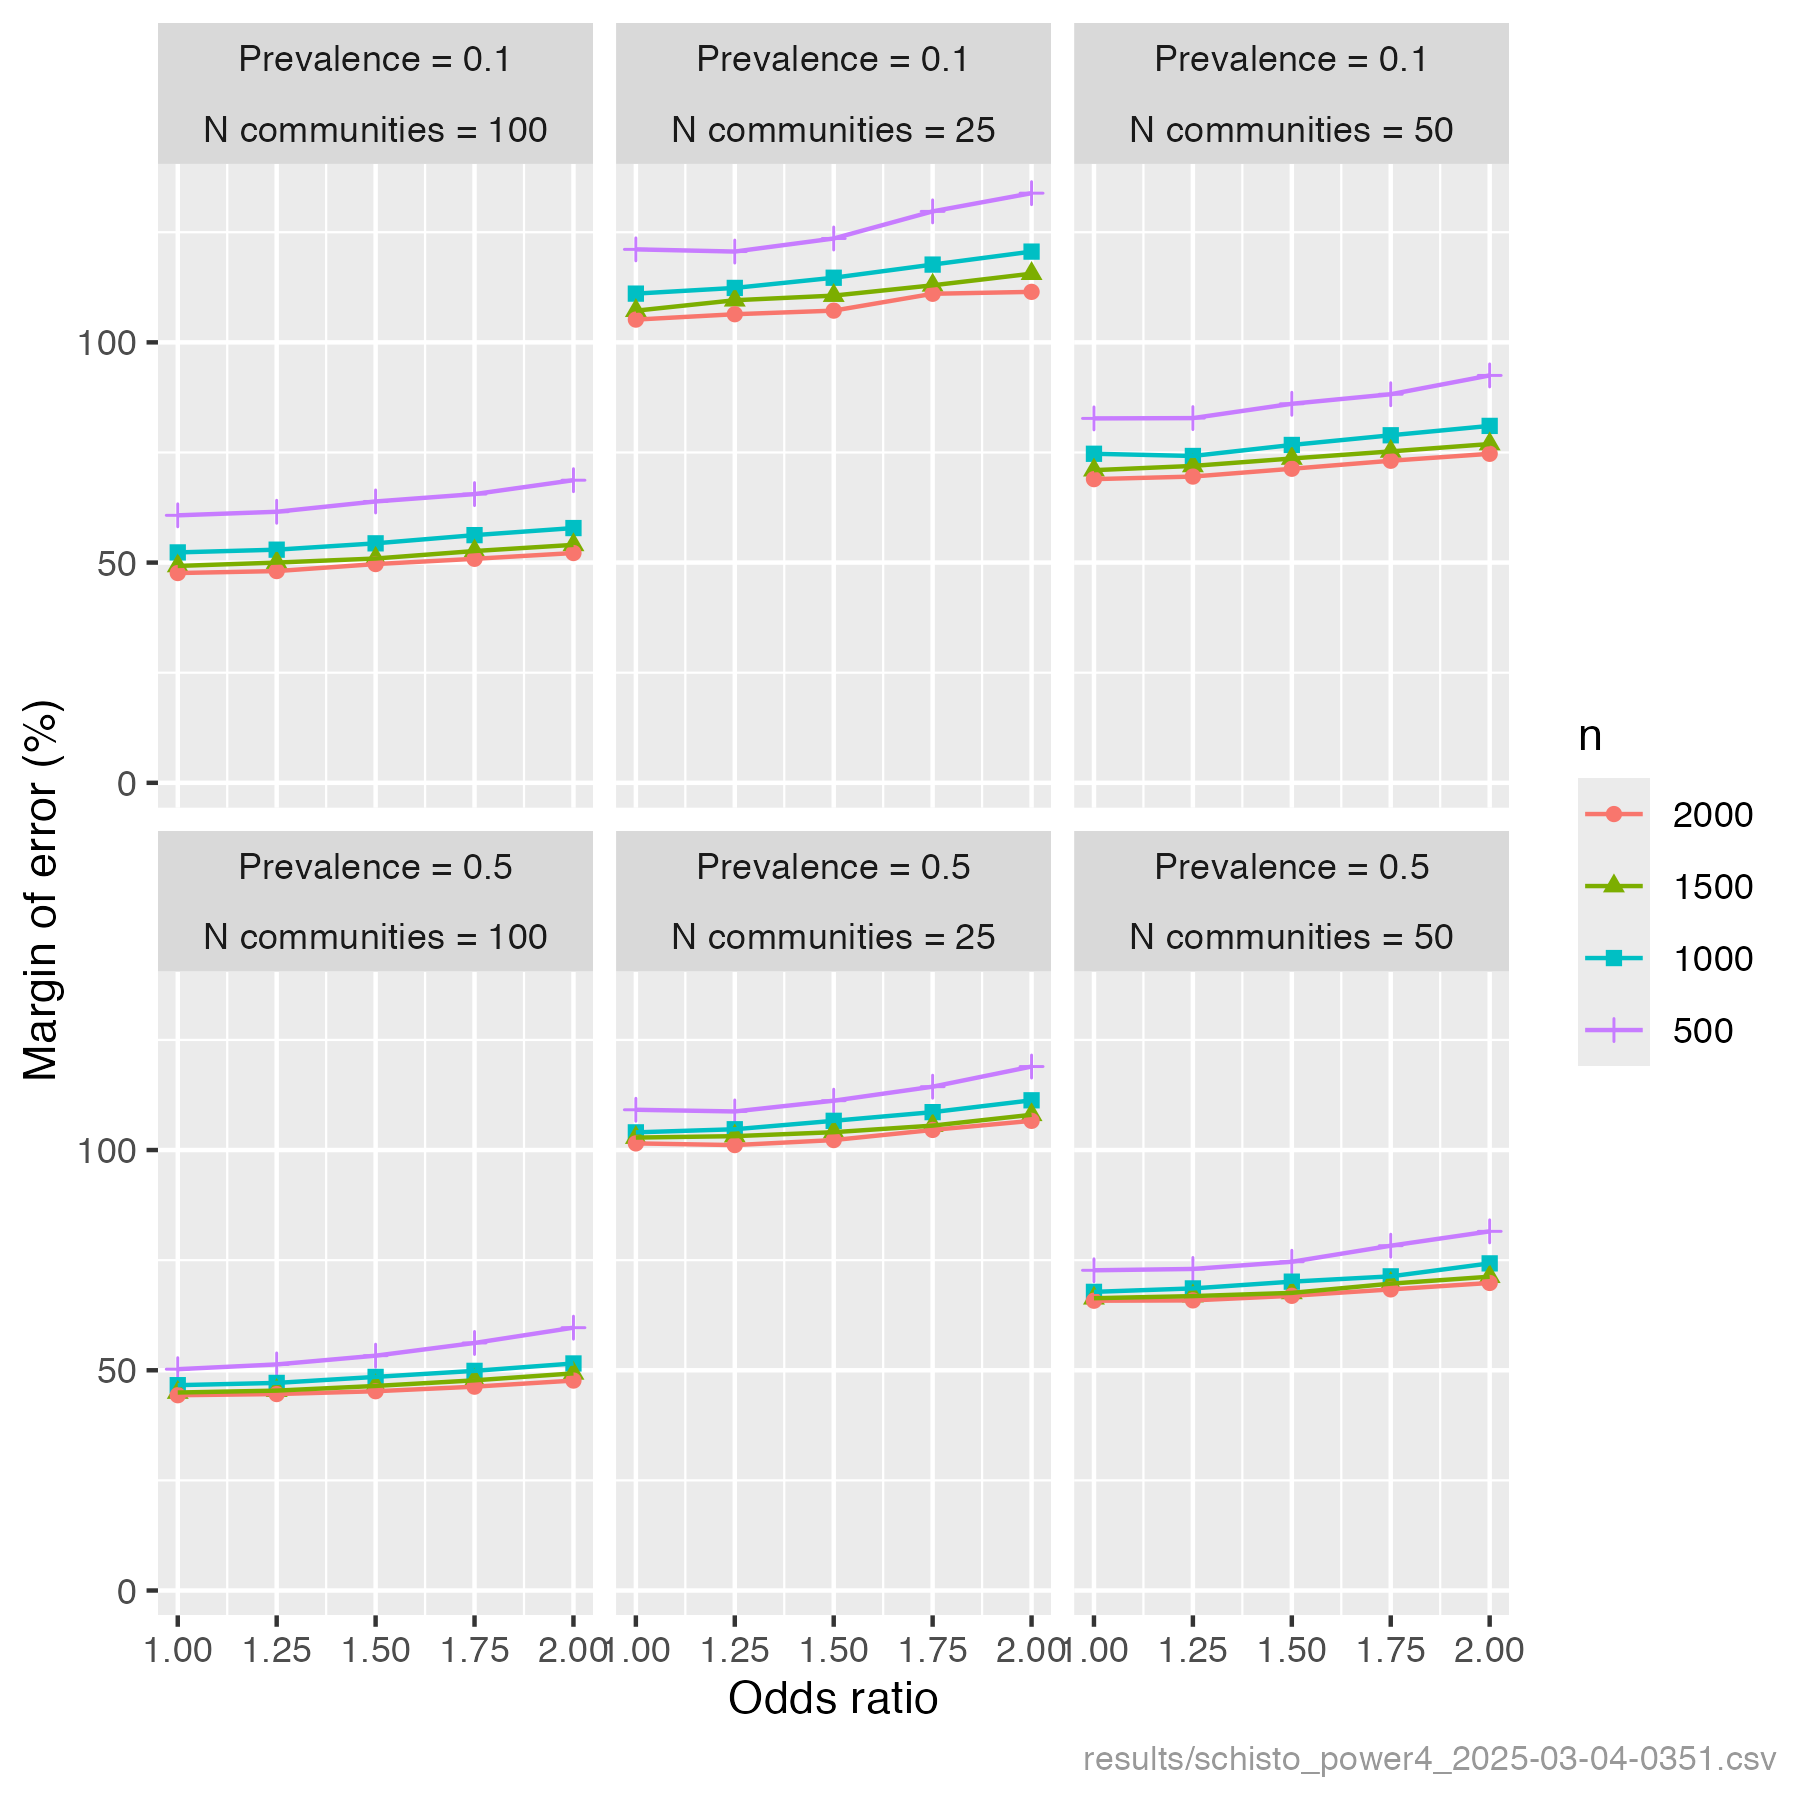 Prevalence = 0.1
N communities = 100
Prevalence = 0.1
N communities = 25
Prevalence = 0.1
N communities = 50
100
50
0
Margin of error (%)
Prevalence = 0.5
N communities = 100
Prevalence = 0.5
N communities = 25
Prevalence = 0.5
N communities = 50
100
50
0
1.00 1.25 1.50 1.75 2.00
1.00 1.25 1.50 1.75 2.00
1.00 1.25 1.50 1.75 2.00
Odds ratio
n
2000
1500
1000
500
results/schisto_power4_2025-03-04-0351.csv